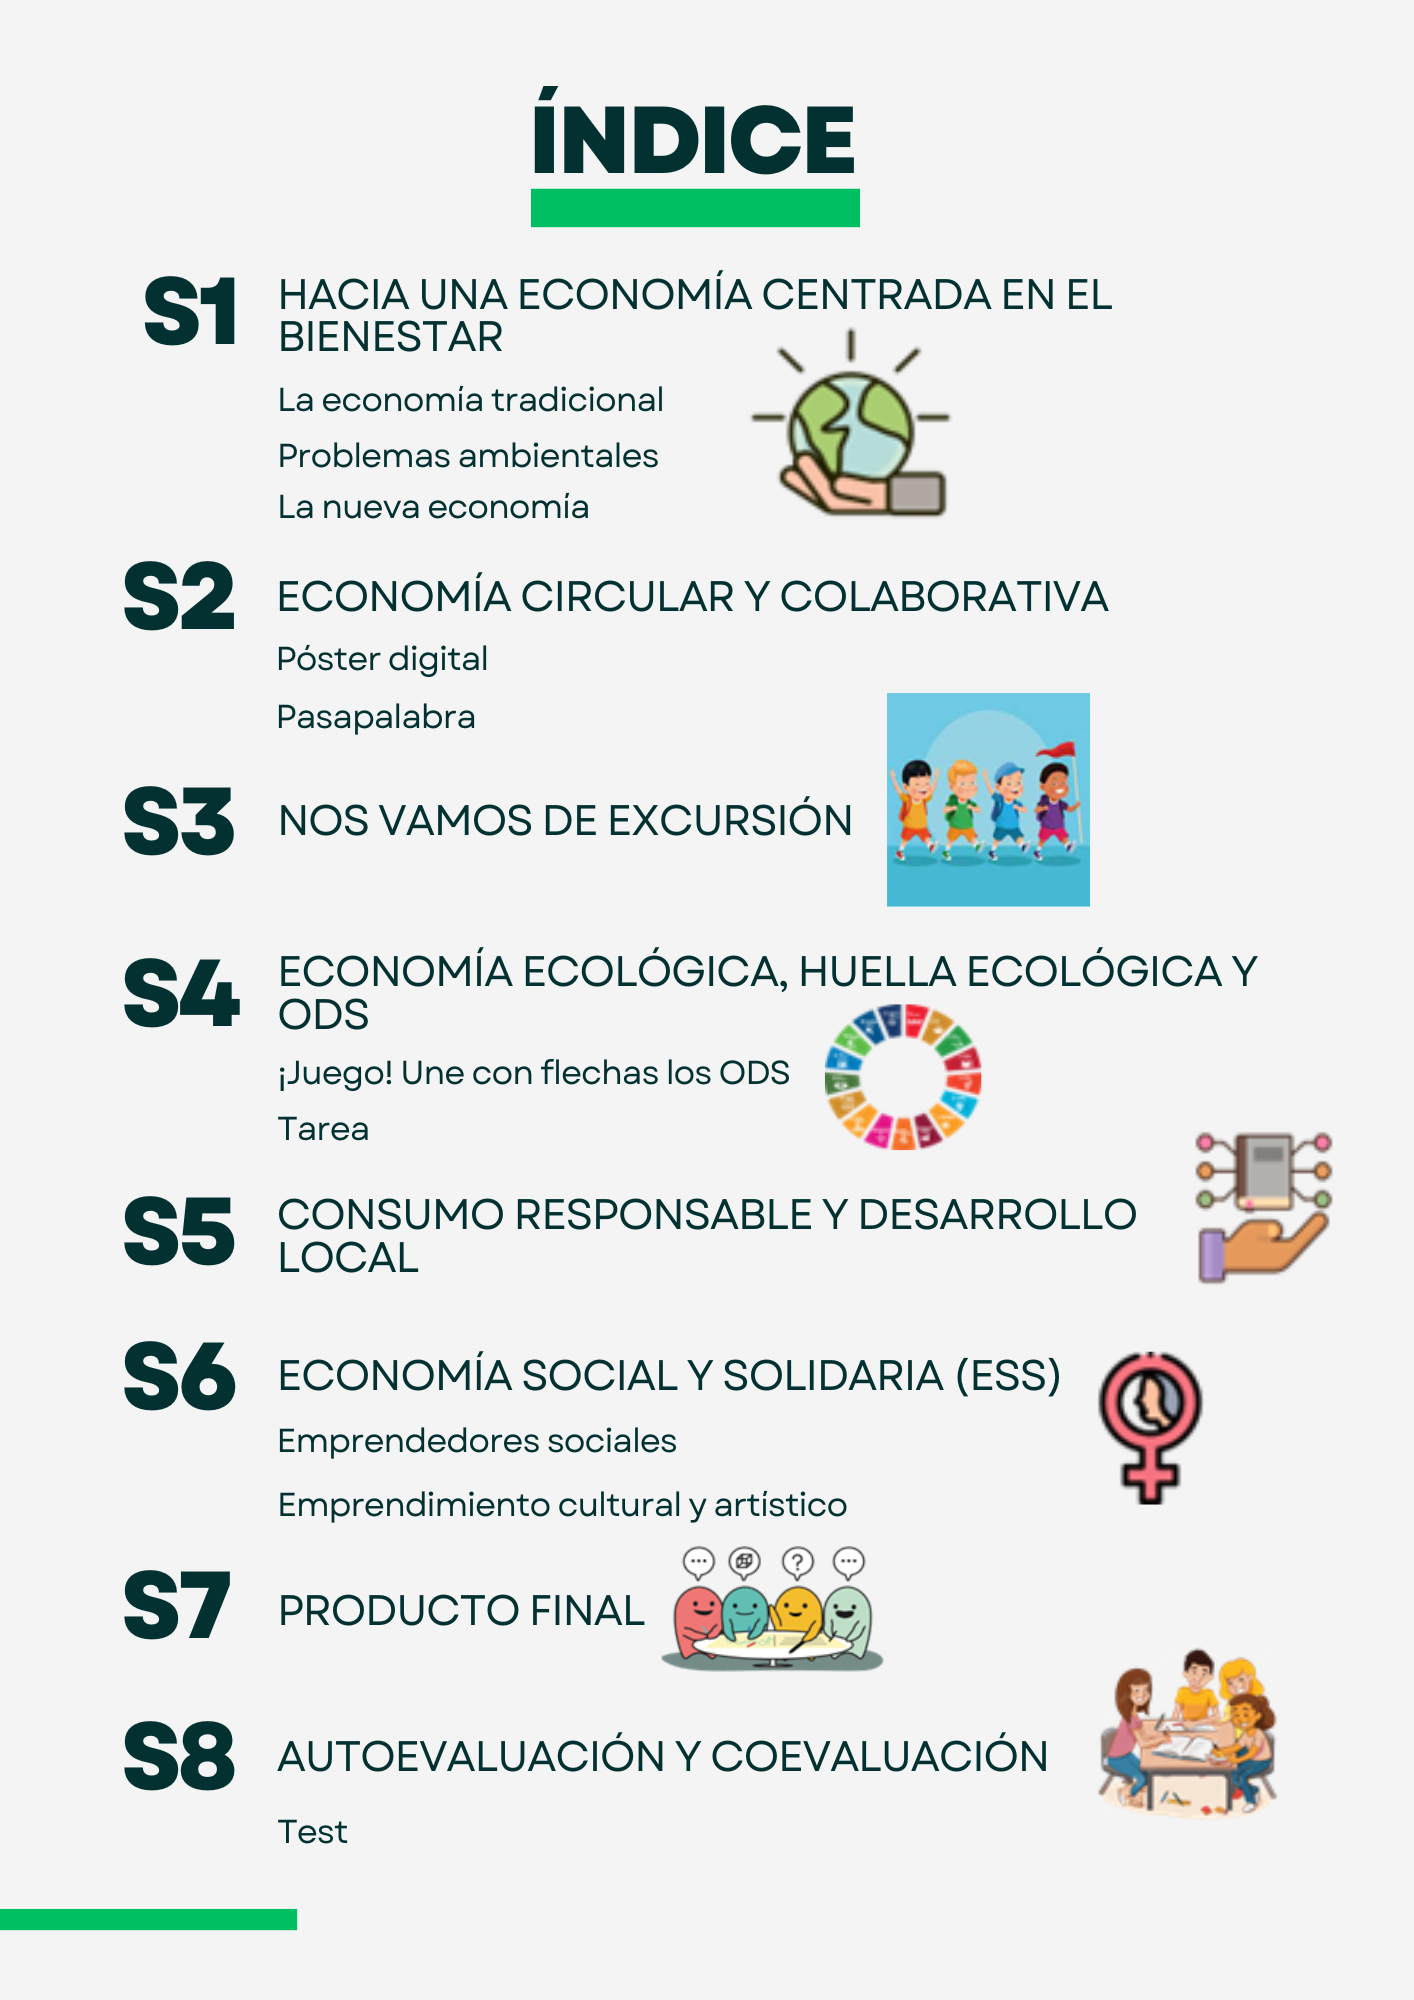 ÍNDICE
S1
HACIA UNA ECONOMÍA CENTRADA EN EL
BIENESTAR
La economía tradicional
Problemas ambientales
La nueva economía
S2
ECONOMÍA CIRCULAR Y COLABORATIVA
Póster digital
Pasapalabra
S3
NOS VAMOS DE EXCURSIÓN
S4
ECONOMÍA ECOLÓGICA, HUELLA ECOLÓGICA Y
ODS
¡Juego! Une con flechas los ODS
Tarea
S5
CONSUMO RESPONSABLE Y DESARROLLO
LOCAL
S6
ECONOMÍA SOCIAL Y SOLIDARIA (ESS)
Emprendedores sociales
Emprendimiento cultural y artístico
S7
PRODUCTO FINAL
S8
AUTOEVALUACIÓN Y COEVALUACIÓN
Test